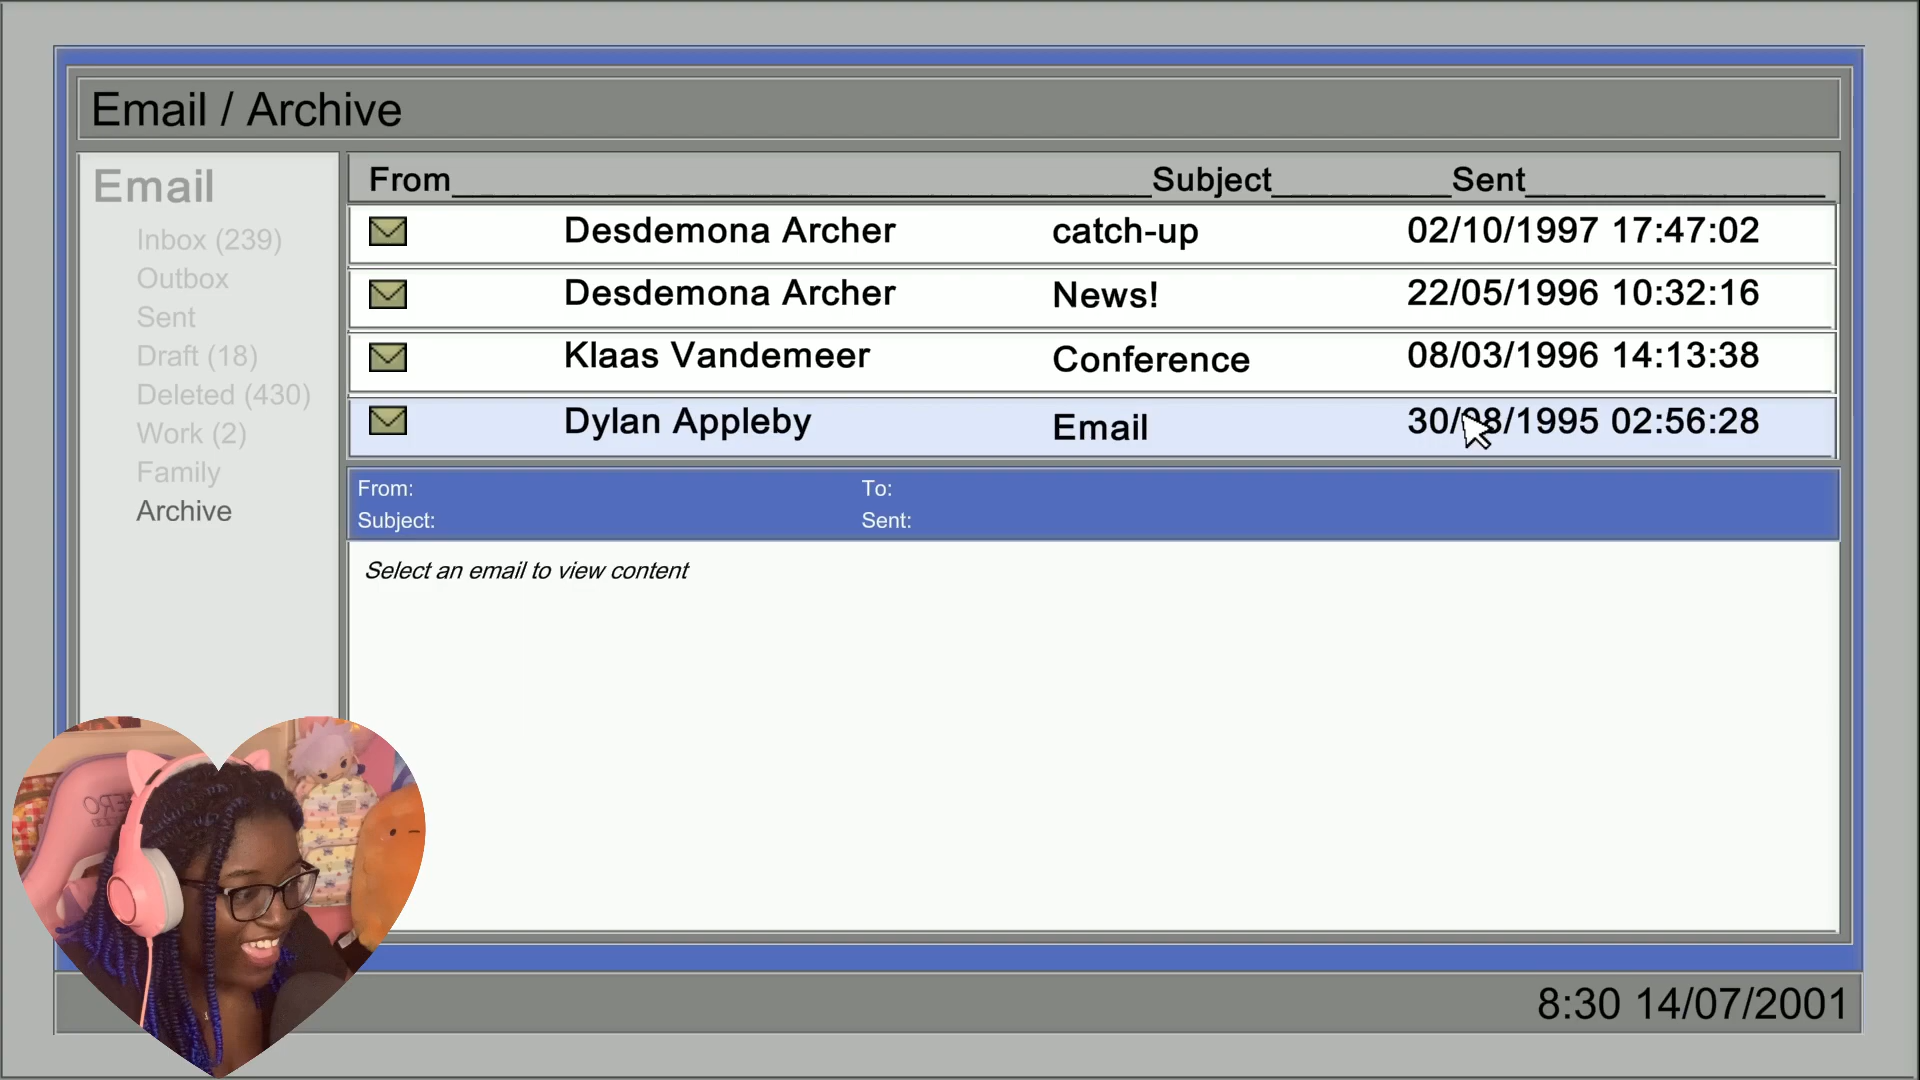 Email / Archive
Email
Inbox (239)
Outbox
Sent
Draft (18)
Deleted (430)
Work (2)
Family
Archive
From Subject Sent
Desdemona Archer catch-up 02/10/1997 17:47:02
Desdemona Archer News! 22/05/1996 10:32:16
Klaas Vandemeer Conference 08/03/1996 14:13:38
Dylan Appleby Email 30/08/1995 02:56:28
From: To:
Subject: Sent:
Select an email to view content
8:30 14/07/2001